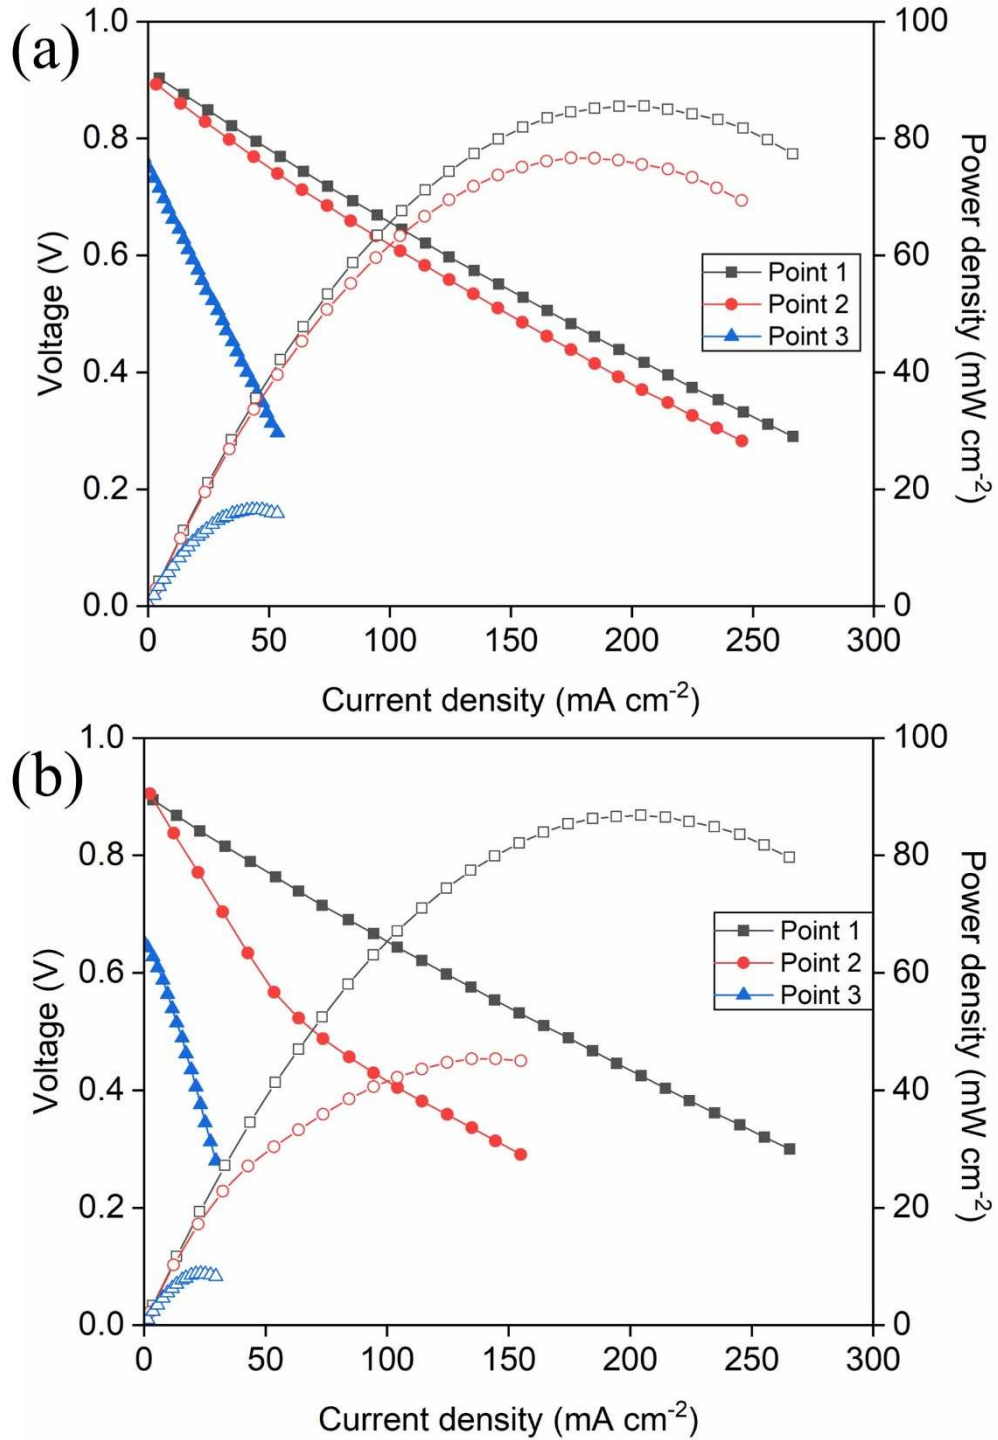 (a)
1.0
0.8
0.6
0.4
0.2
0.0
Voltage (V)
100
80
60
40
20
0
Power density (mW cm-2)
Point 1
Point 2
Point 3
0 50 100 150 200 250 300
Current density (mA cm-2)
(b)
1.0
0.8
0.6
0.4
0.2
0.0
Voltage (V)
100
80
60
40
20
0
Power density (mW cm-2)
Point 1
Point 2
Point 3
0 50 100 150 200 250 300
Current density (mA cm-2)